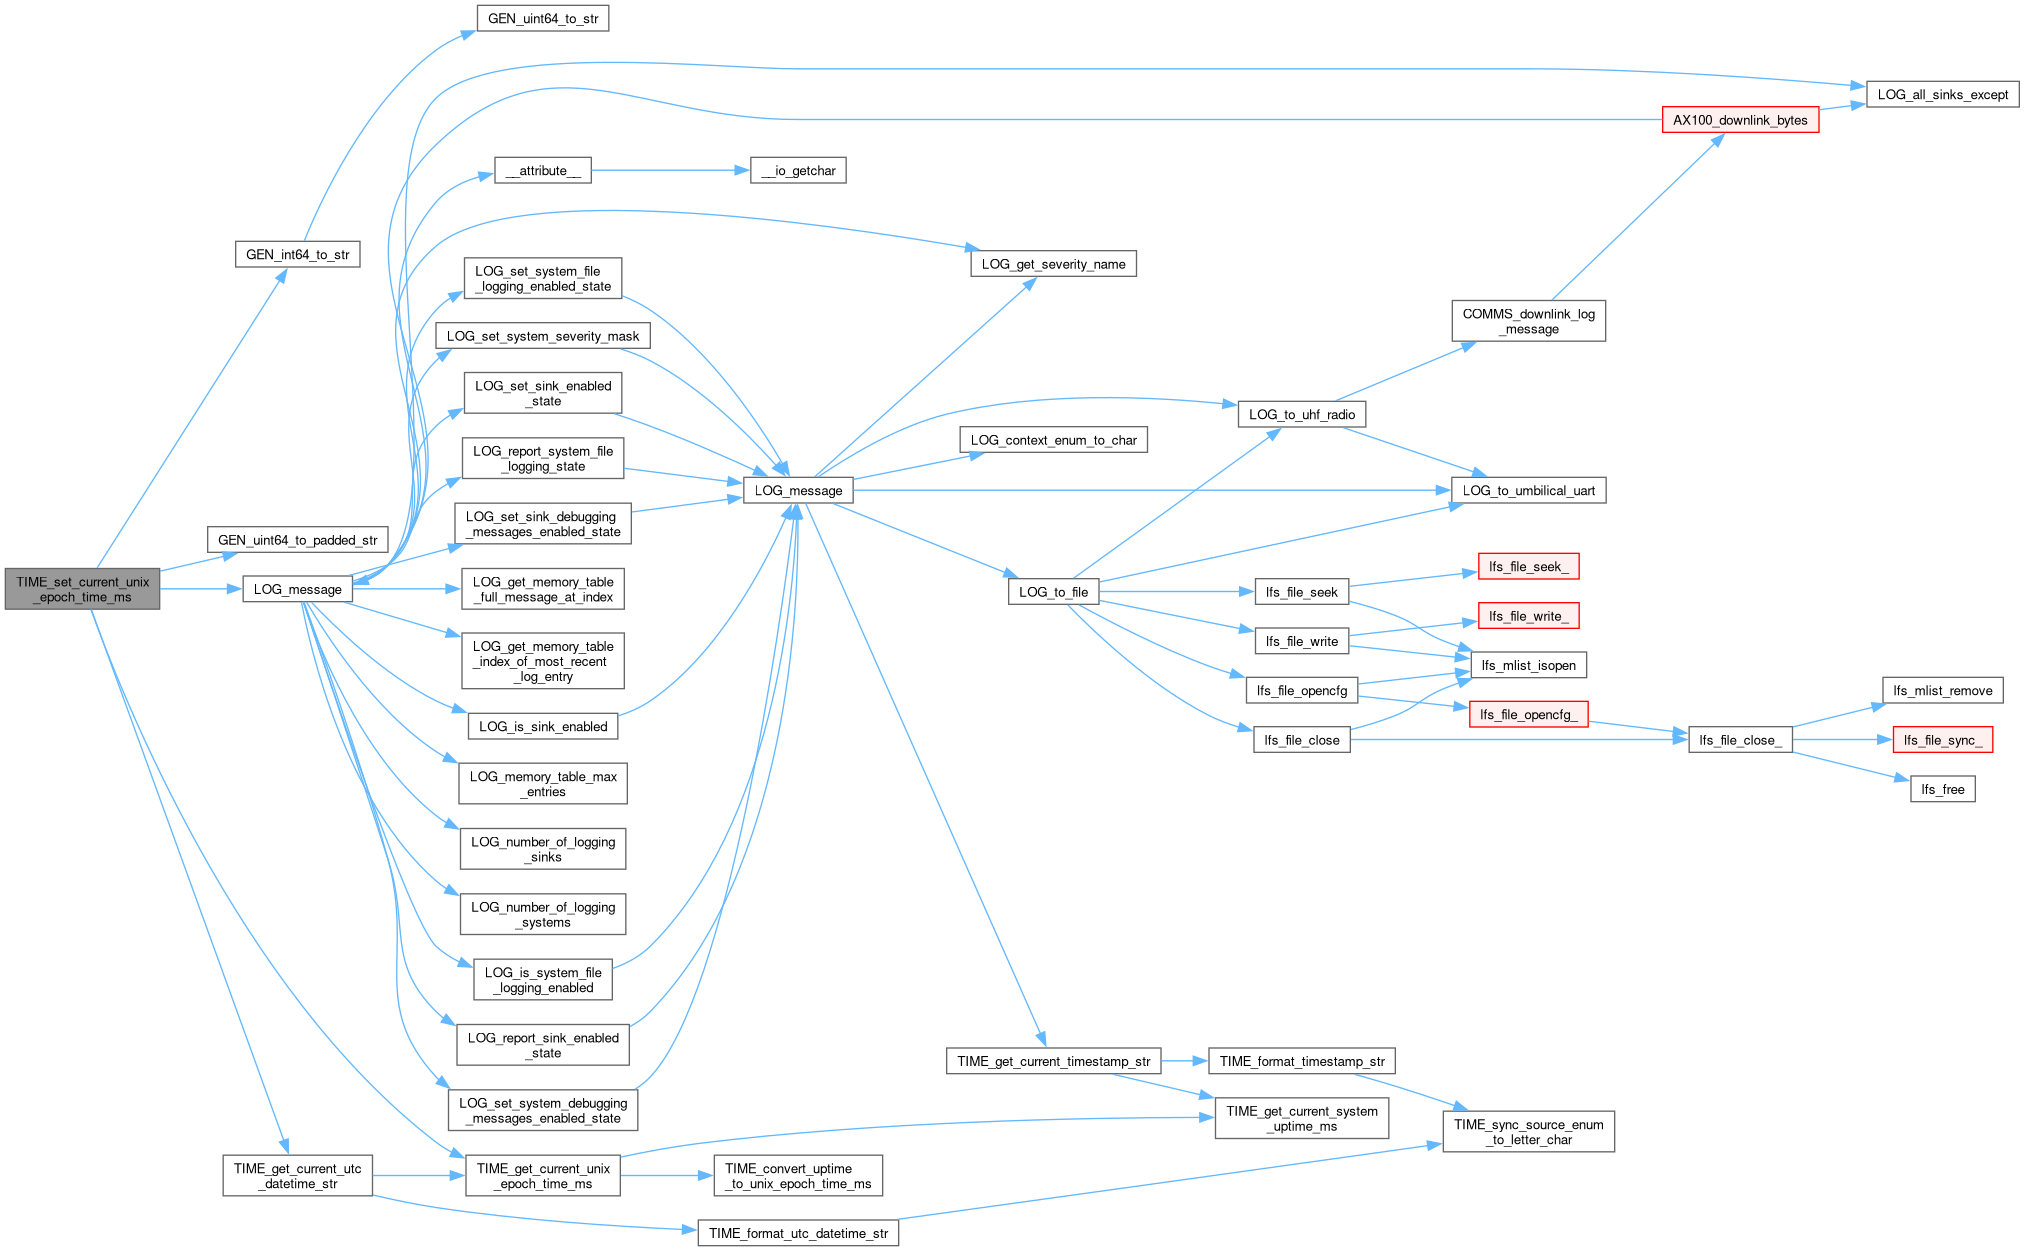 GEN_uint64_to_str
LOG_all_sinks_except
AX100_downlink_bytes
__attribute__
__io_getchar
GEN_int64_to_str
LOG_get_severity_name
LOG_set_system_file
_logging_enabled_state
COMMS_downlink_log
_message
LOG_set_system_severity_mask
LOG_set_sink_enabled
_state
LOG_to_uhf_radio
LOG_context_enum_to_char
LOG_report_system_file
_logging_state
LOG_message
LOG_to_umbilical_uart
LOG_set_sink_debugging
_messages_enabled_state
GEN_uint64_to_padded_str
TIME_set_current_unix
_epoch_time_ms
LOG_message
LOG_get_memory_table
_full_message_at_index
LOG_to_file
lfs_file_seek
lfs_file_seek_
lfs_file_write_
lfs_file_write
LOG_get_memory_table
_index_of_most_recent
_log_entry
lfs_mlist_isopen
lfs_file_opencfg
lfs_mlist_remove
lfs_file_opencfg_
LOG_is_sink_enabled
lfs_file_close
lfs_file_close_
lfs_file_sync_
LOG_memory_table_max
_entries
lfs_free
LOG_number_of_logging
_sinks
LOG_number_of_logging
_systems
LOG_is_system_file
_logging_enabled
LOG_report_sink_enabled
_state
TIME_get_current_timestamp_str
TIME_format_timestamp_str
LOG_set_system_debugging
_messages_enabled_state
TIME_get_current_system
_uptime_ms
TIME_sync_source_enum
_to_letter_char
TIME_get_current_utc
_datetime_str
TIME_get_current_unix
_epoch_time_ms
TIME_convert_uptime
_to_unix_epoch_time_ms
TIME_format_utc_datetime_str